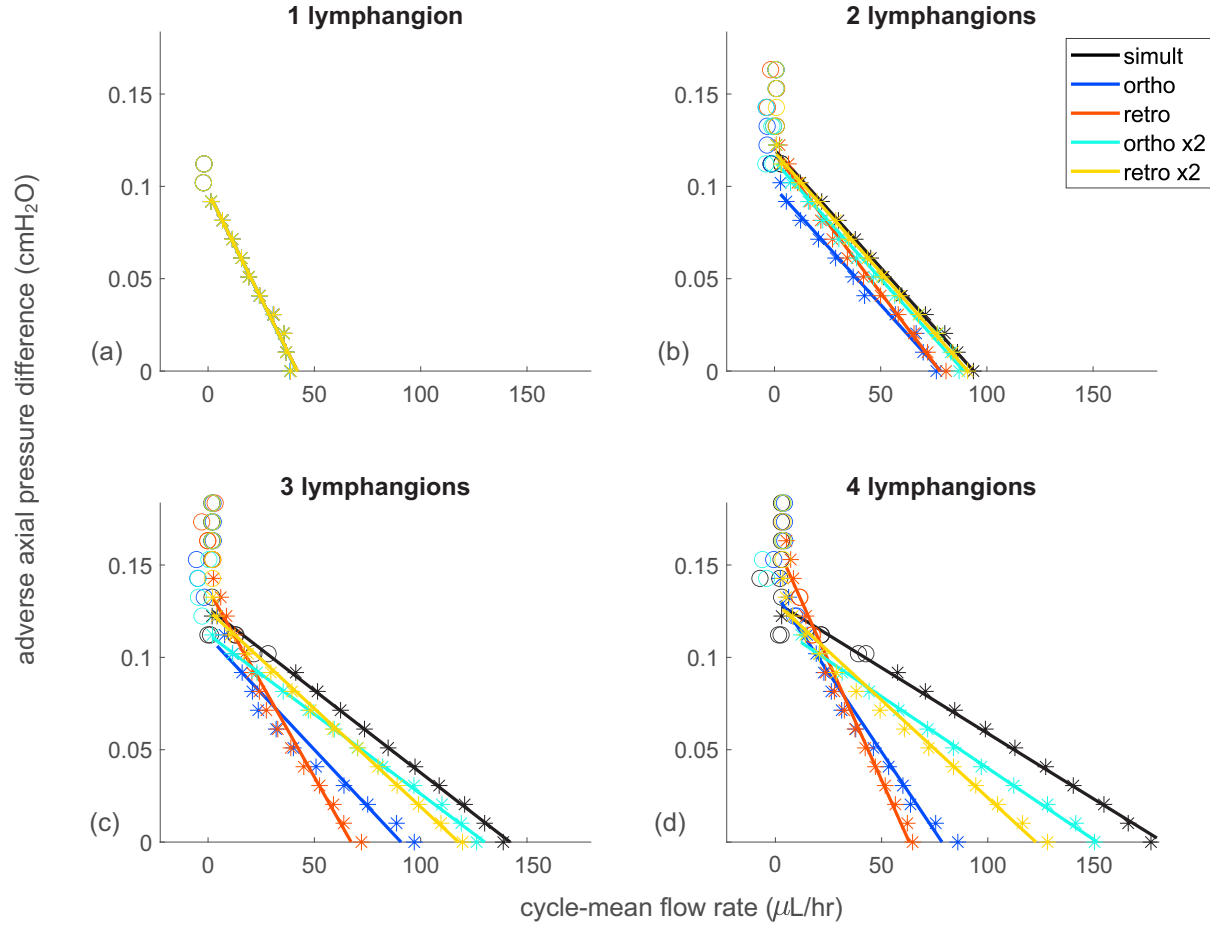 1 lymphangion
2 lymphangions
simult
ortho
retro
ortho x2
retro x2
0.15
0.1
0.05
0
(a)
0 50 100 150
0.15
0.1
0.05
0
(b)
0 50 100 150
adverse axial pressure difference (cmH₂O)
3 lymphangions
4 lymphangions
0.15
0.1
0.05
0
(c)
0 50 100 150
0.15
0.1
0.05
0
(d)
0 50 100 150
cycle-mean flow rate (μL/hr)